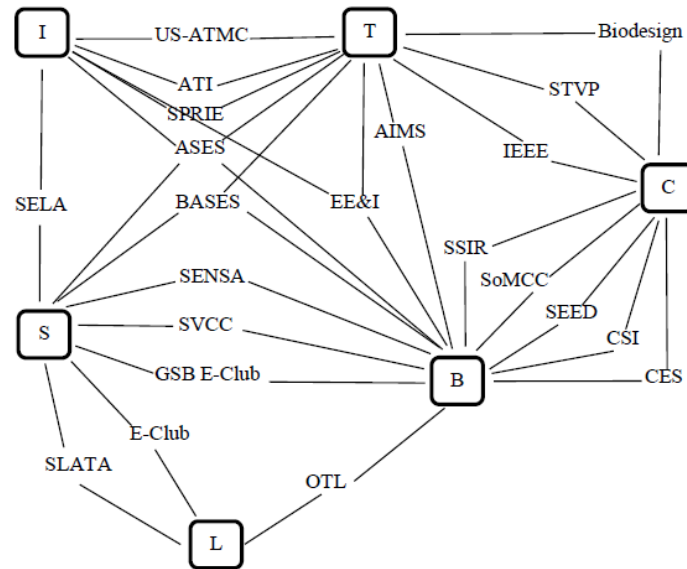 I
US-ATMC
T
Biodesign
ATI
STVP
SPRIE
AIMS
ASES
IEEE
C
SELA
BASES
EE&I
SSIR
SENSA
SoMCC
S
SVCC
SEED
CSI
GSB E-Club
B
CES
E-Club
SLATA
OTL
L